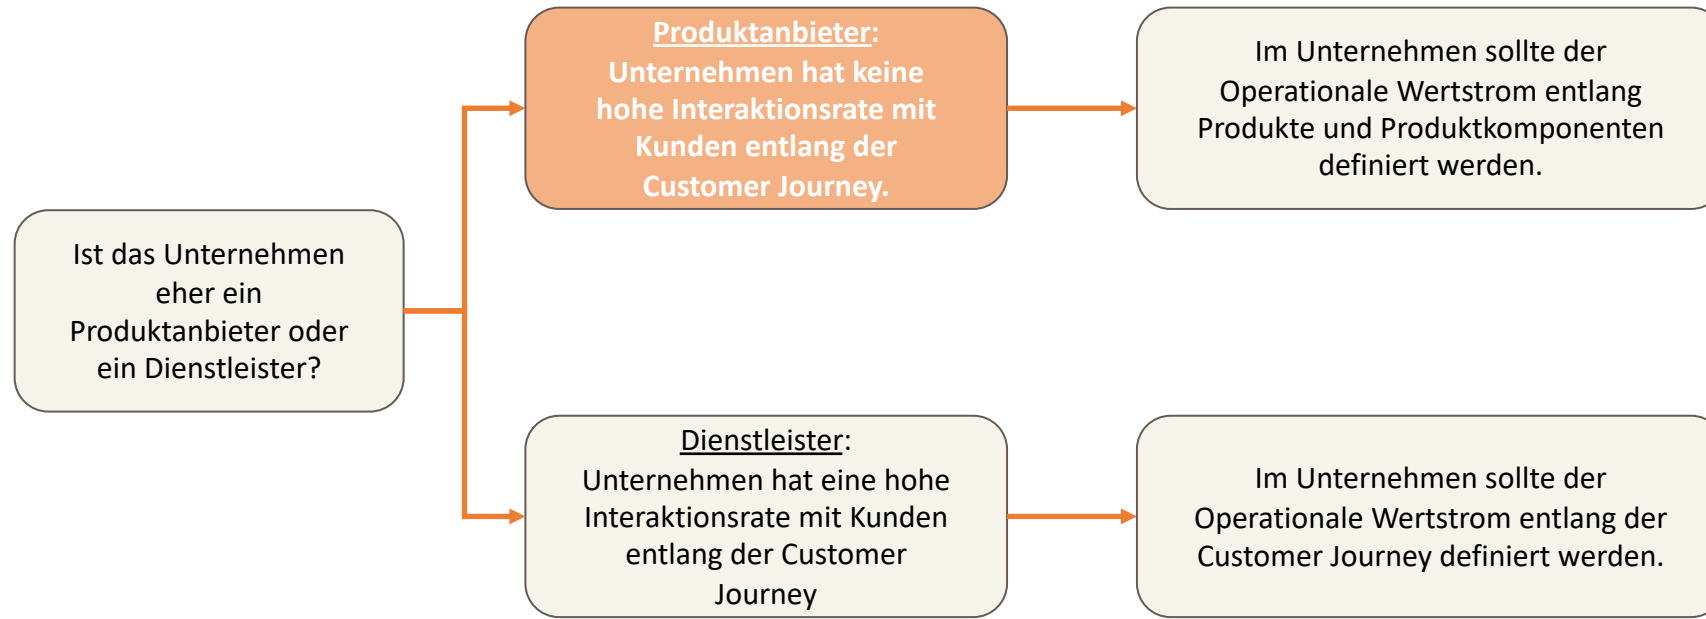 Ist das Unternehmen
eher ein
Produktanbieter oder
ein Dienstleister?
Produktanbieter:
Unternehmen hat keine
hohe Interaktionsrate mit
Kunden entlang der
Customer Journey.
Im Unternehmen sollte der
Operationale Wertstrom entlang
Produkte und Produktkomponenten
definiert werden.
Dienstleister:
Unternehmen hat eine hohe
Interaktionsrate mit Kunden
entlang der Customer
Journey
Im Unternehmen sollte der
Operationale Wertstrom entlang der
Customer Journey definiert werden.